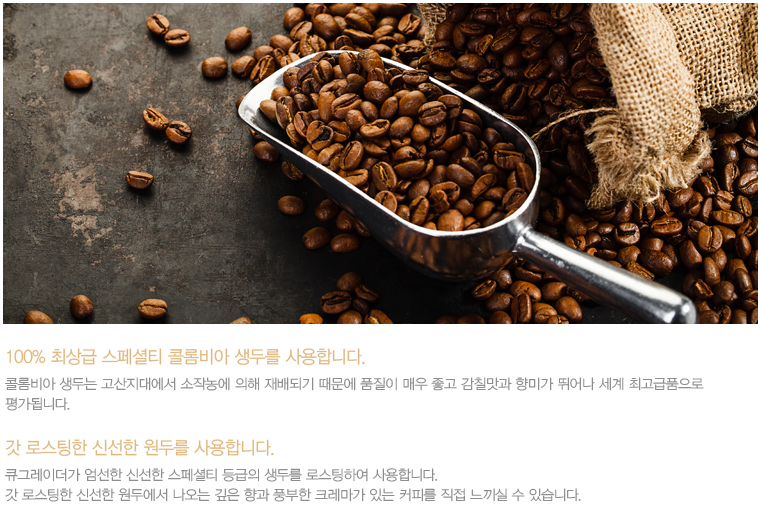 100% 최상급 스페셜티 콜롬비아 생두를 사용합니다.
콜롬비아 생두는 고산지대에서 소작농에 의해 재배되기 때문에 품질이 매우 좋고 감칠맛과 향미가 뛰어나 세계 최고급품으로
평가됩니다.
갓 로스팅한 신선한 원두를 사용합니다.
큐그레이더가 엄선한 신선한 스페셜티 등급의 생두를 로스팅하여 사용합니다.
갓 로스팅한 신선한 원두에서 나오는 깊은 향과 풍부한 크레마가 있는 커피를 직접 느끼실 수 있습니다.